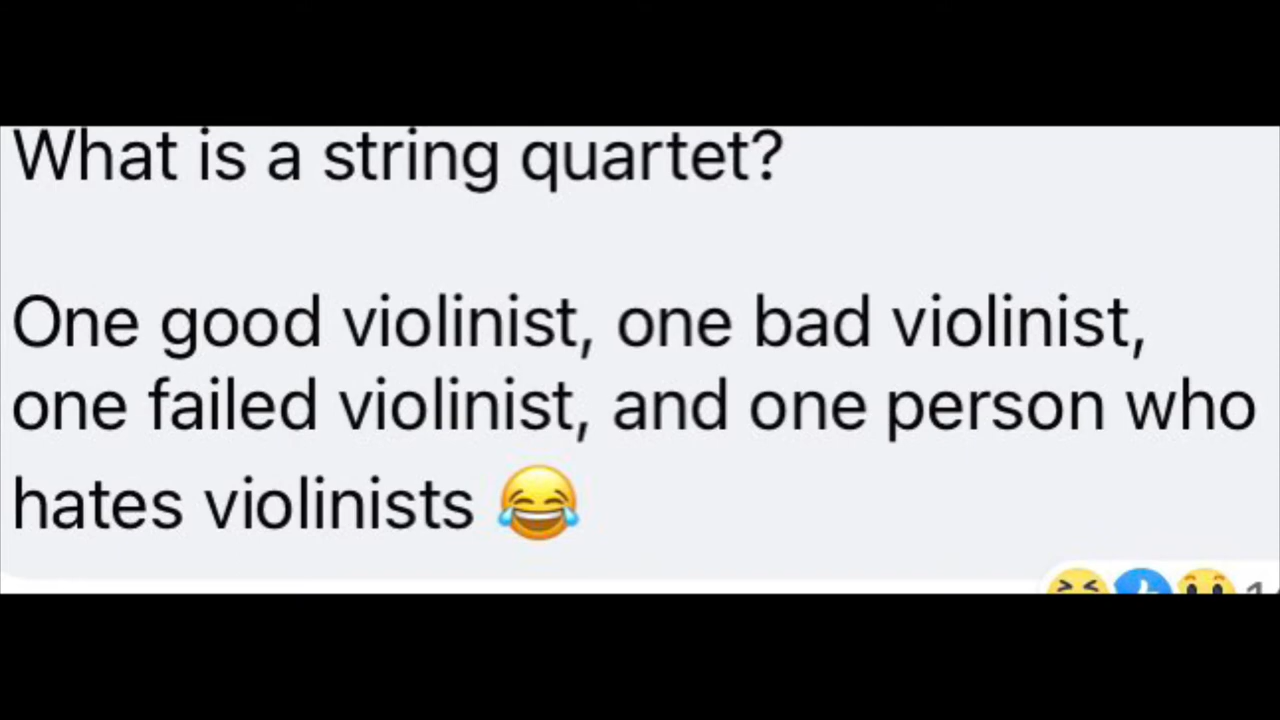 What is a string quartet?
One good violinist, one bad violinist,
one failed violinist, and one person who
hates violinists 😂